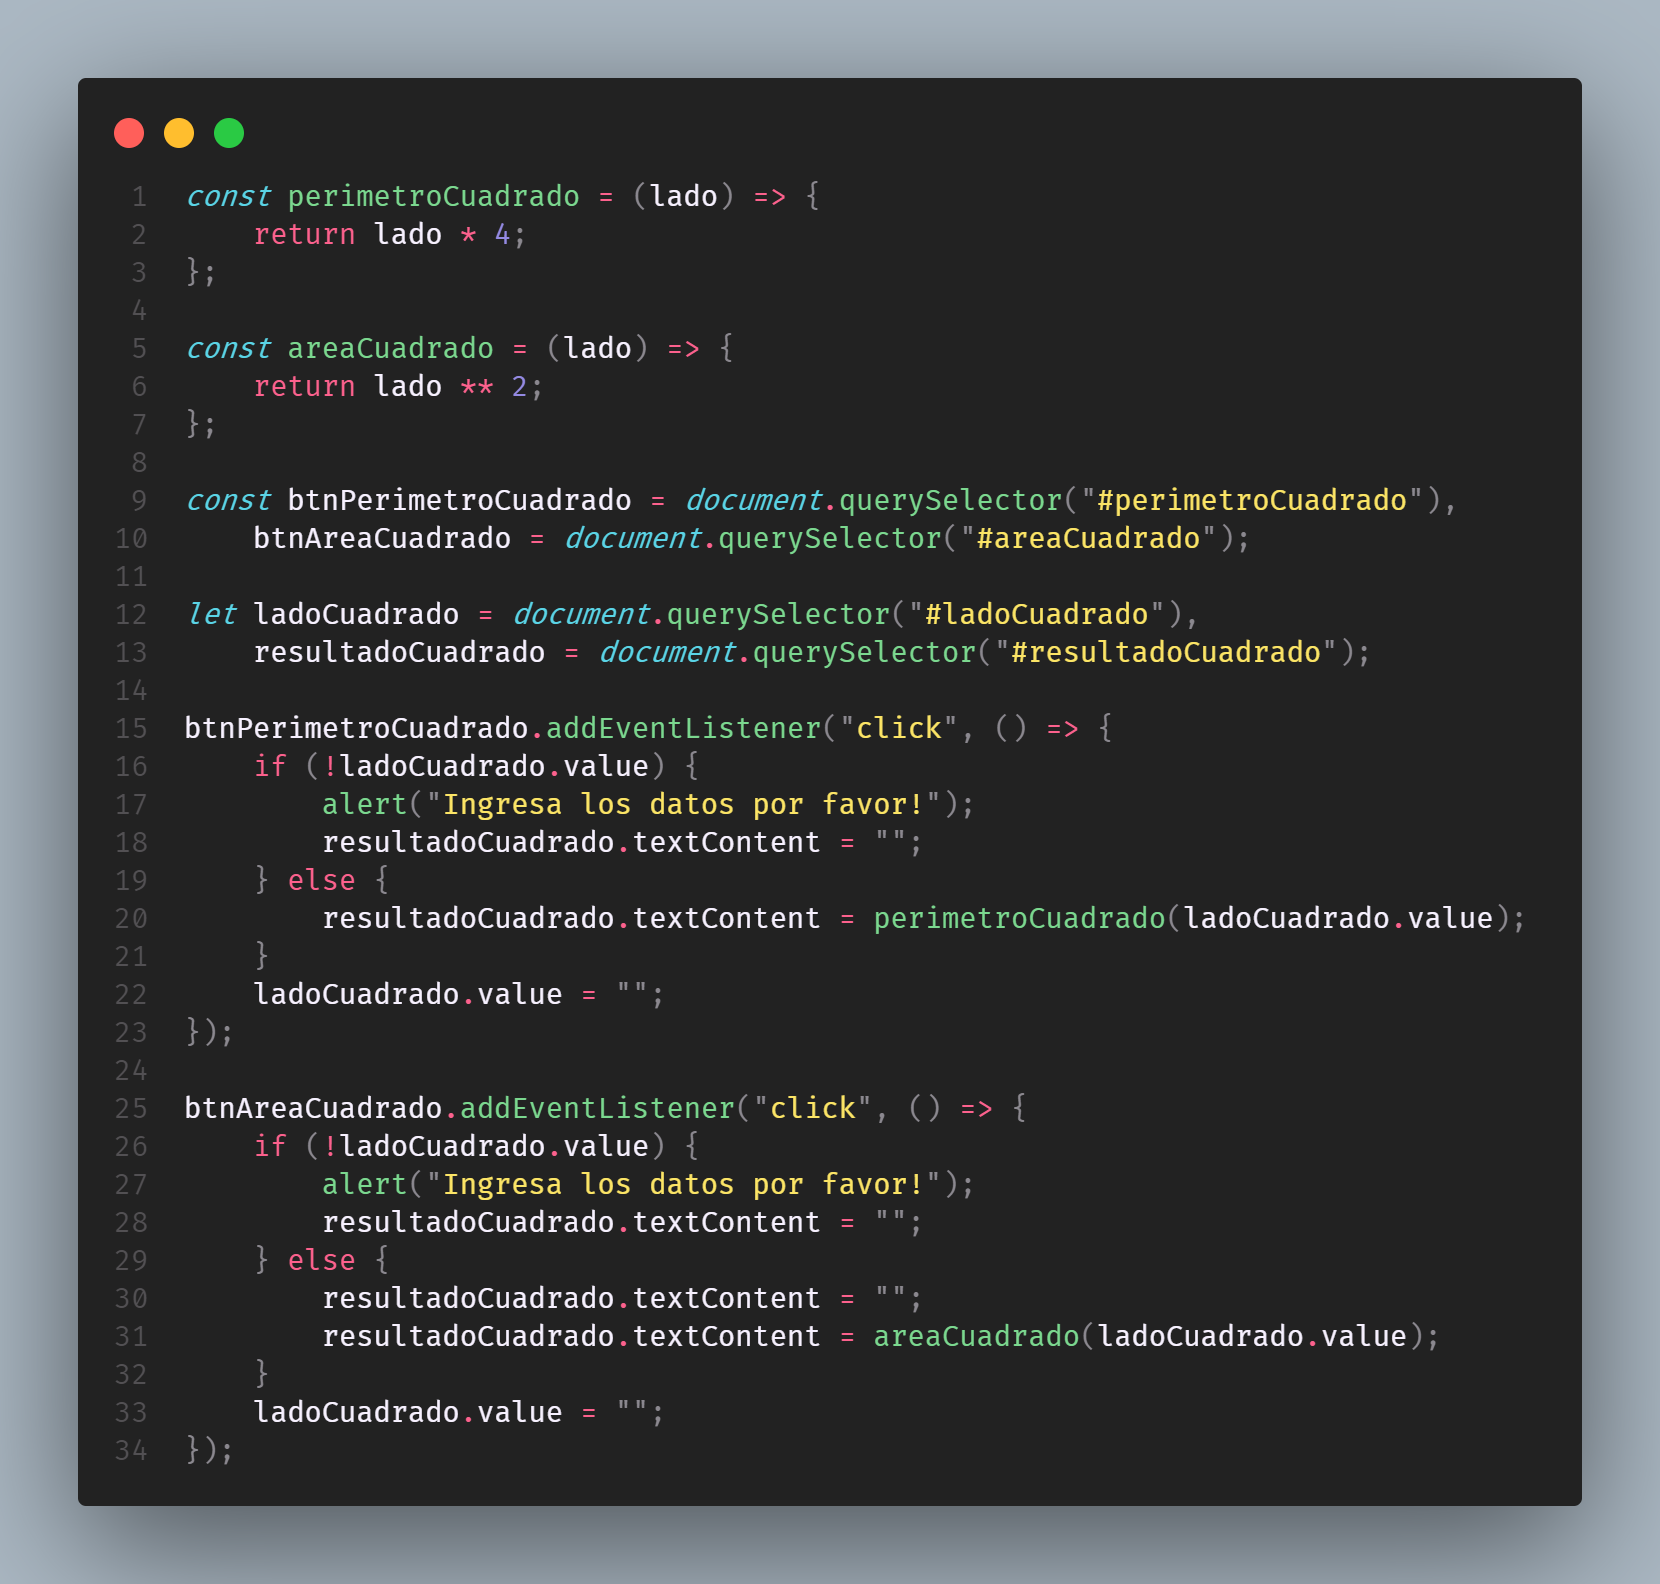 1 const perimetroCuadrado = (lado) => {
2     return lado * 4;
3 };
4
5 const areaCuadrado = (lado) => {
6     return lado ** 2;
7 };
8
9 const btnPerimetroCuadrado = document.querySelector("#perimetroCuadrado"),
10     btnAreaCuadrado = document.querySelector("#areaCuadrado");
11
12 let ladoCuadrado = document.querySelector("#ladoCuadrado"),
13     resultadoCuadrado = document.querySelector("#resultadoCuadrado");
14
15 btnPerimetroCuadrado.addEventListener("click", () => {
16     if (!ladoCuadrado.value) {
17         alert("Ingresa los datos por favor!");
18         resultadoCuadrado.textContent = "";
19     } else {
20         resultadoCuadrado.textContent = perimetroCuadrado(ladoCuadrado.value);
21     }
22     ladoCuadrado.value = "";
23 });
24
25 btnAreaCuadrado.addEventListener("click", () => {
26     if (!ladoCuadrado.value) {
27         alert("Ingresa los datos por favor!");
28         resultadoCuadrado.textContent = "";
29     } else {
30         resultadoCuadrado.textContent = "";
31         resultadoCuadrado.textContent = areaCuadrado(ladoCuadrado.value);
32     }
33     ladoCuadrado.value = "";
34 });